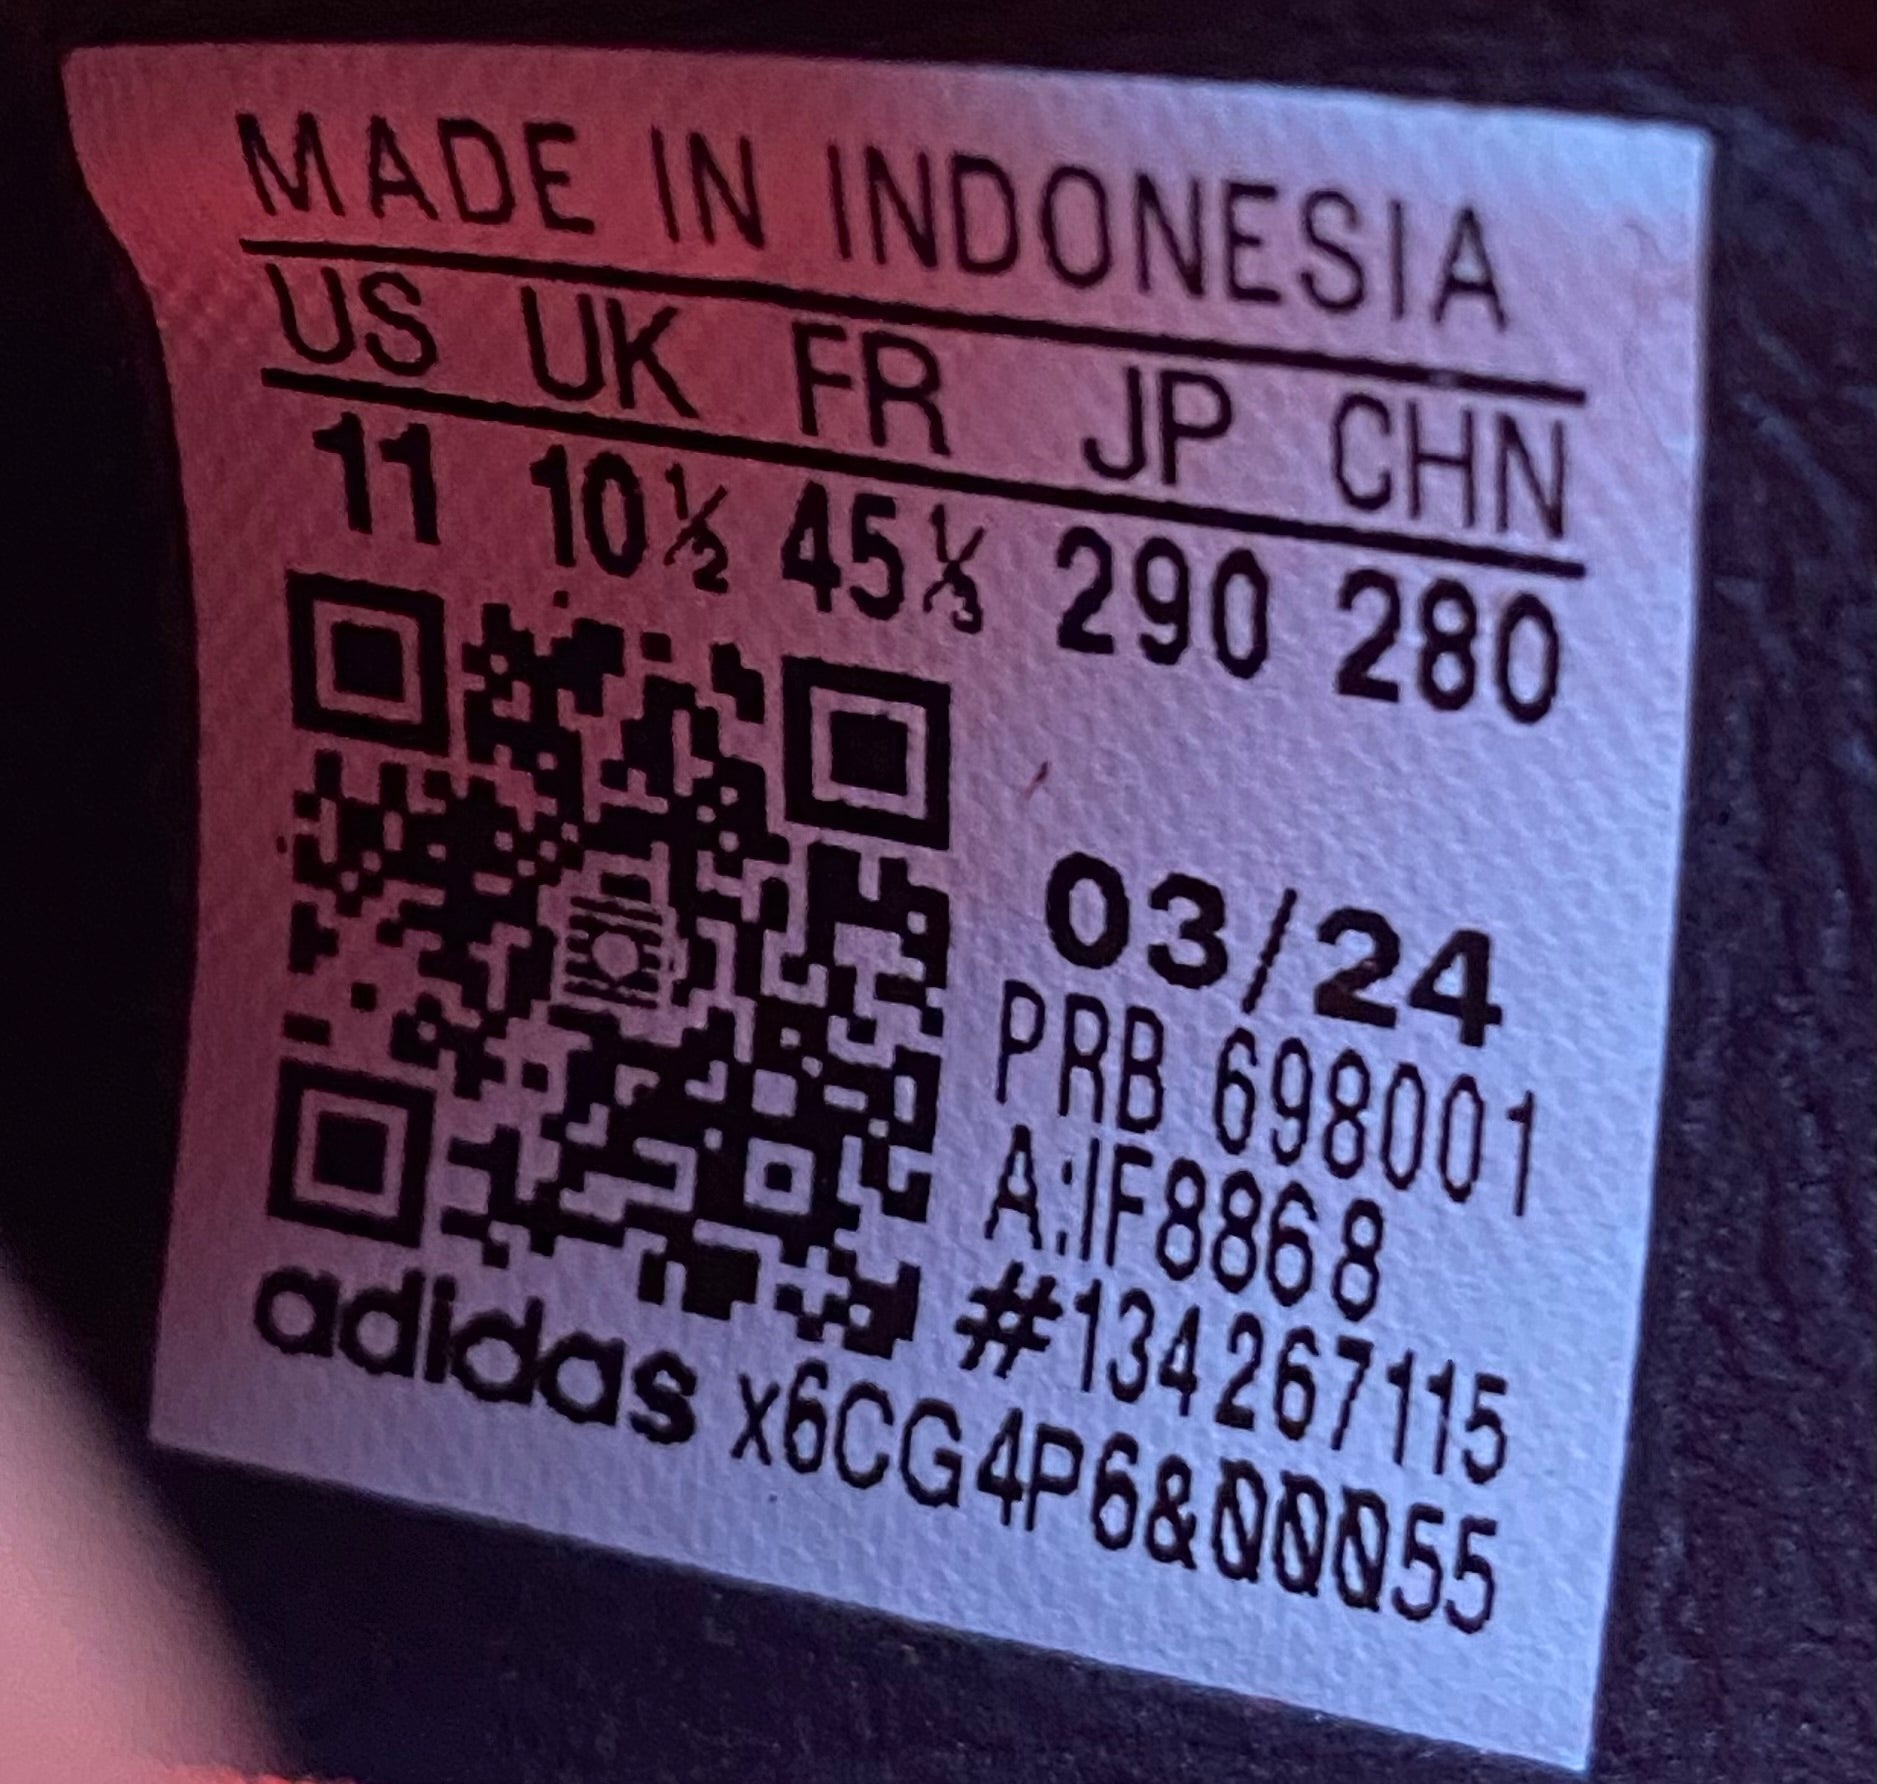 MADE IN INDONESIA
US UK FR JP CHN
11 10½ 45⅓ 290 280
03/24
PRB 698001
A:IF8868
#134267115
adidas x6CG4P6&00055